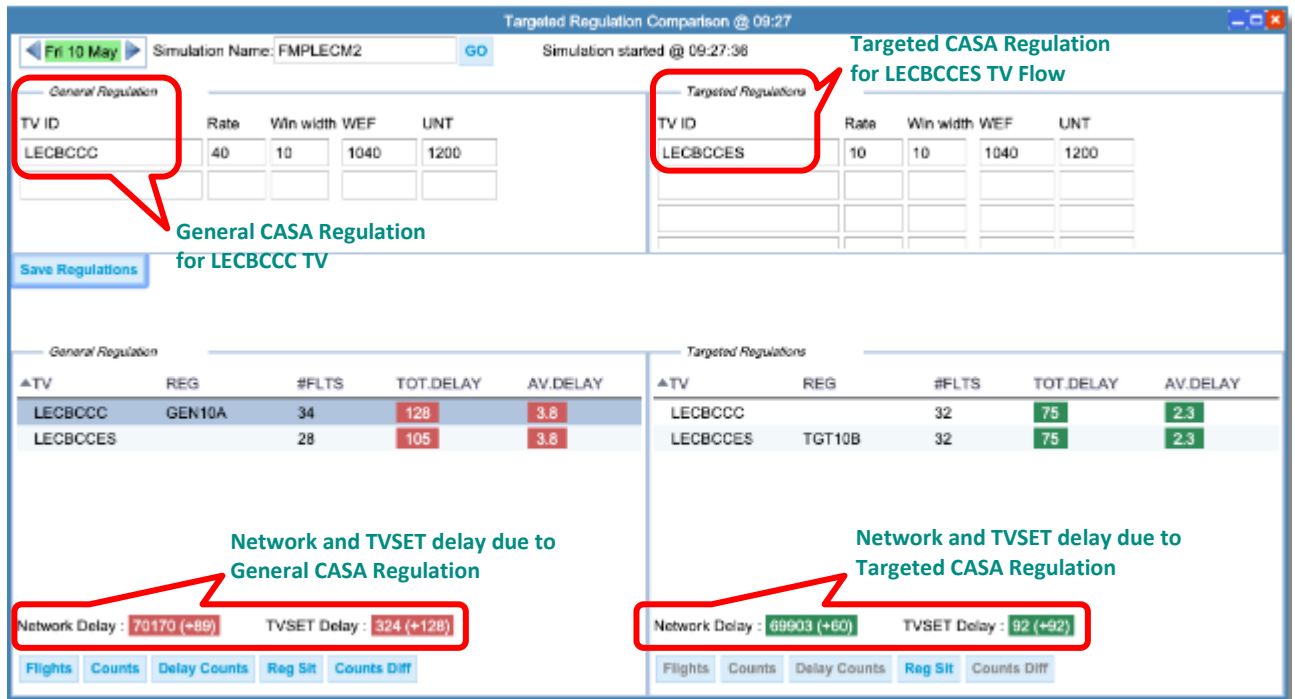 Targeted Regulation Comparison @ 09:27
Fri 10 May Simulation Name: FMPLECM2 GO Simulation started @ 09:27:36
Targeted CASA Regulation
for LECBCCES TV Flow
General Regulation Targeted Regulations
TV ID Rate Win width WEF UNT TV ID Rate Win width WEF UNT
LECBCCC 40 10 1040 1200 LECBCCES 10 10 1040 1200
General CASA Regulation
for LECBCCC TV
Save Regulations
General Regulation Targeted Regulations
TV REG #FLTS TOT.DELAY AV.DELAY TV REG #FLTS TOT.DELAY AV.DELAY
LECBCCC GEN10A 34 128 3.8 LECBCCC 32 75 2.3
LECBCCES 28 105 3.8 LECBCCES TGT10B 32 75 2.3
Network and TVSET delay due to
General CASA Regulation
Network and TVSET delay due to
Targeted CASA Regulation
Network Delay : 70170 (+89) TVSET Delay : 324 (+128) Network Delay : 69903 (+60) TVSET Delay : 92 (+92)
Flights Counts Delay Counts Reg Sit Counts Diff Flights Counts Delay Counts Reg Sit Counts Diff